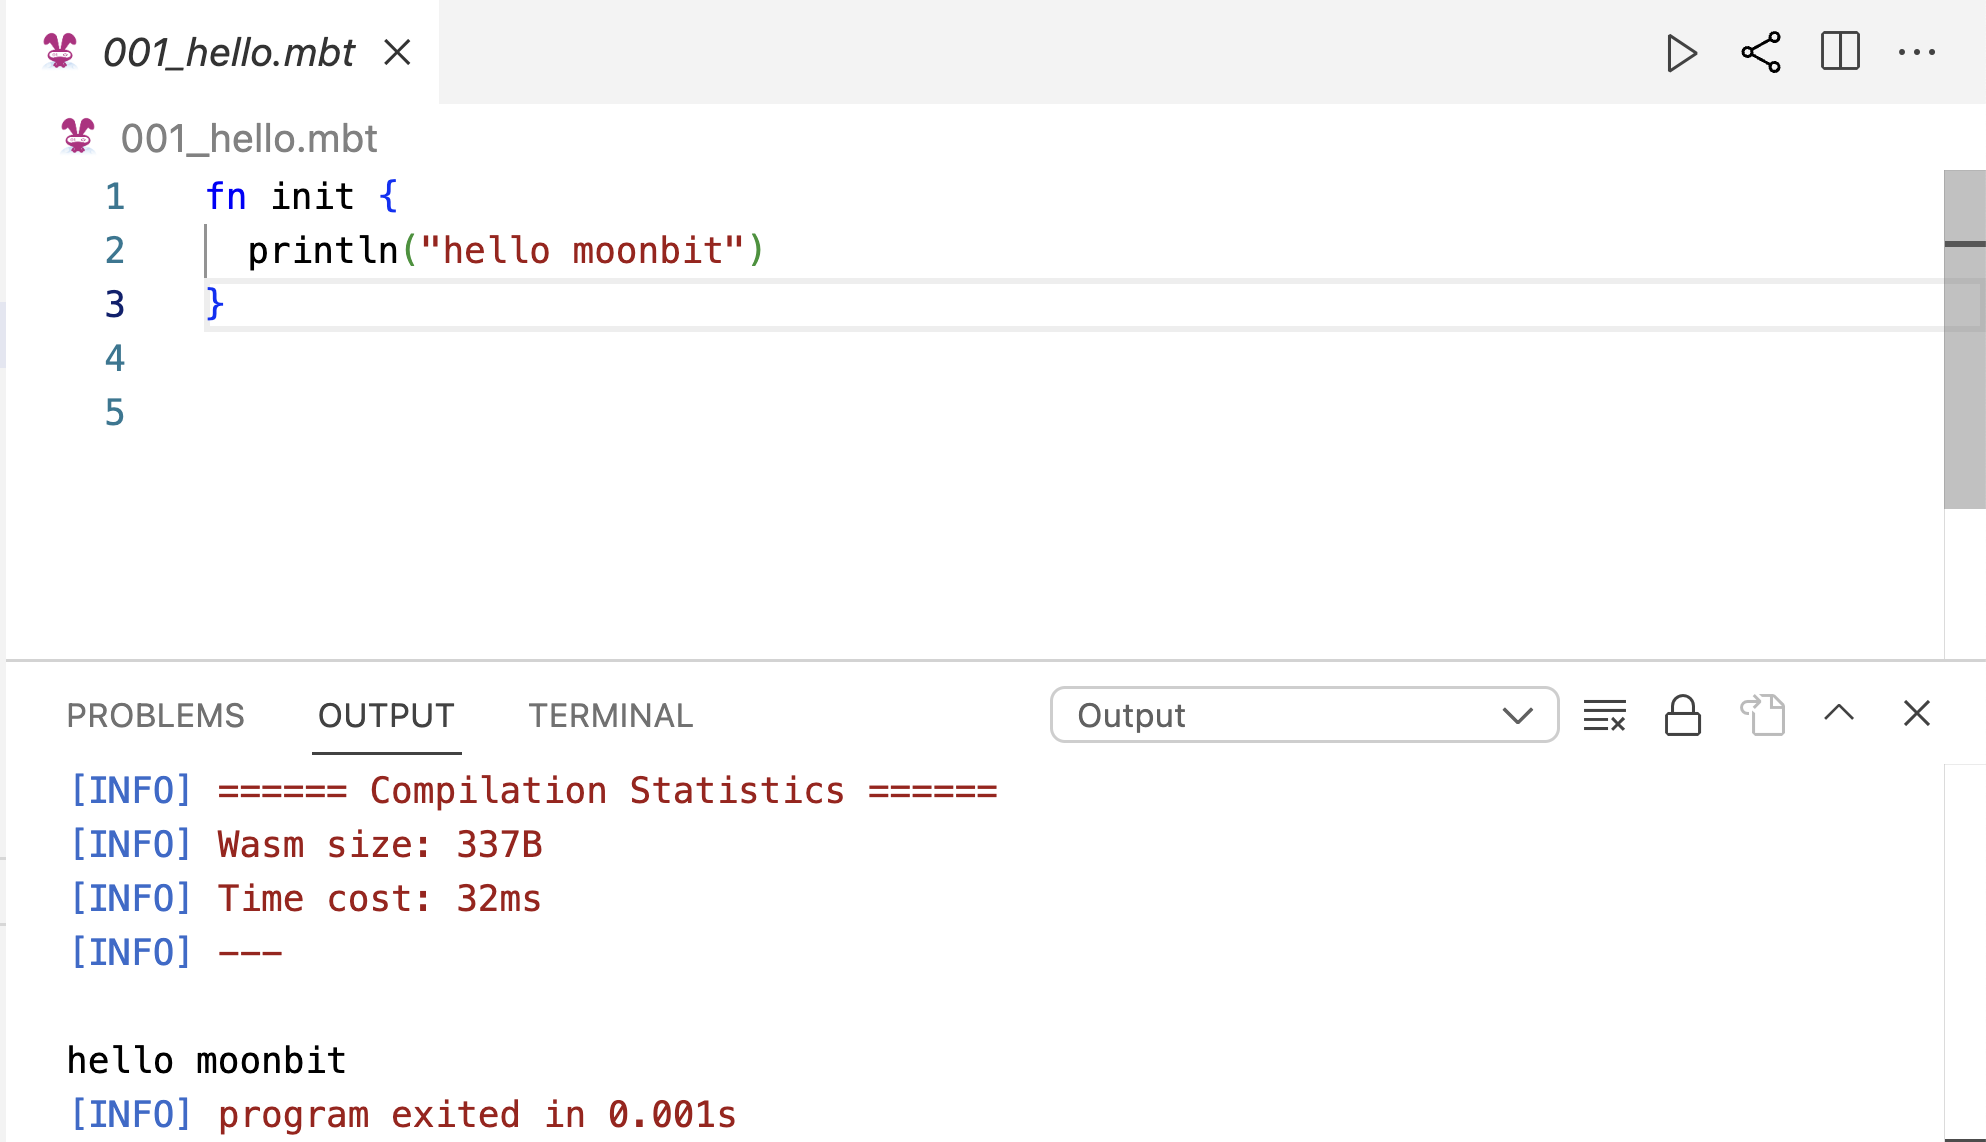 001_hello.mbt
001_hello.mbt
1 fn init {
2   println("hello moonbit")
3 }
4
5
PROBLEMS OUTPUT TERMINAL Output
[INFO] ====== Compilation Statistics ======
[INFO] Wasm size: 337B
[INFO] Time cost: 32ms
[INFO] ---
hello moonbit
[INFO] program exited in 0.001s